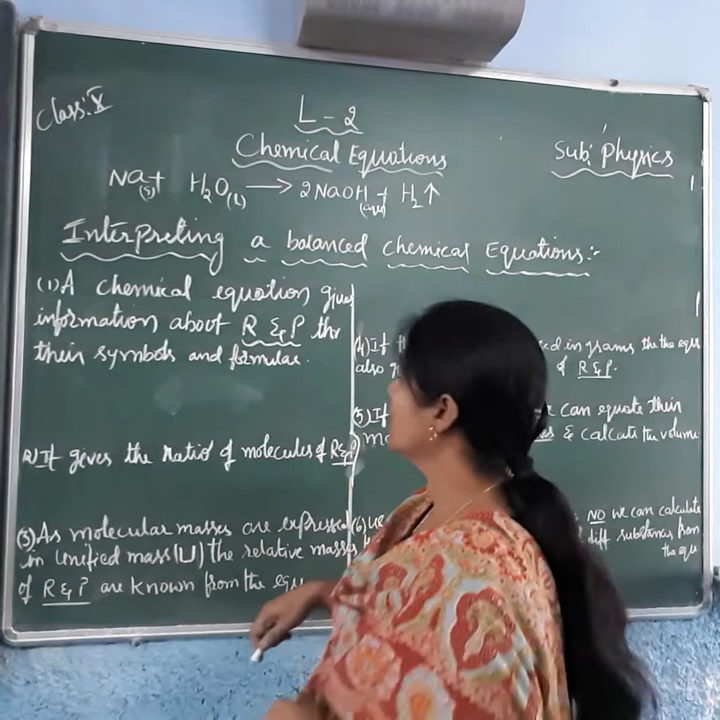 Class: X
L - 2
Chemical Equations
Sub: Physics
Na(s) + H2O(l) → 2NaOH(aqu) + H2↑
Interpreting a balanced chemical Equations:-
(1) A chemical equation gives
information about R & P thr
their symbols and formulae.
(2) It gives the ratio of molecules of R&P
(3) As molecular masses are expressed
in Unified mass (U) the relative masses
of R & P are known from the equ
(4) If
ed in grams the the equ
also
of R & P.
(5) If
can equate their
& calcute the volume
(6)
NO we can calculate
diff substances from
the equ